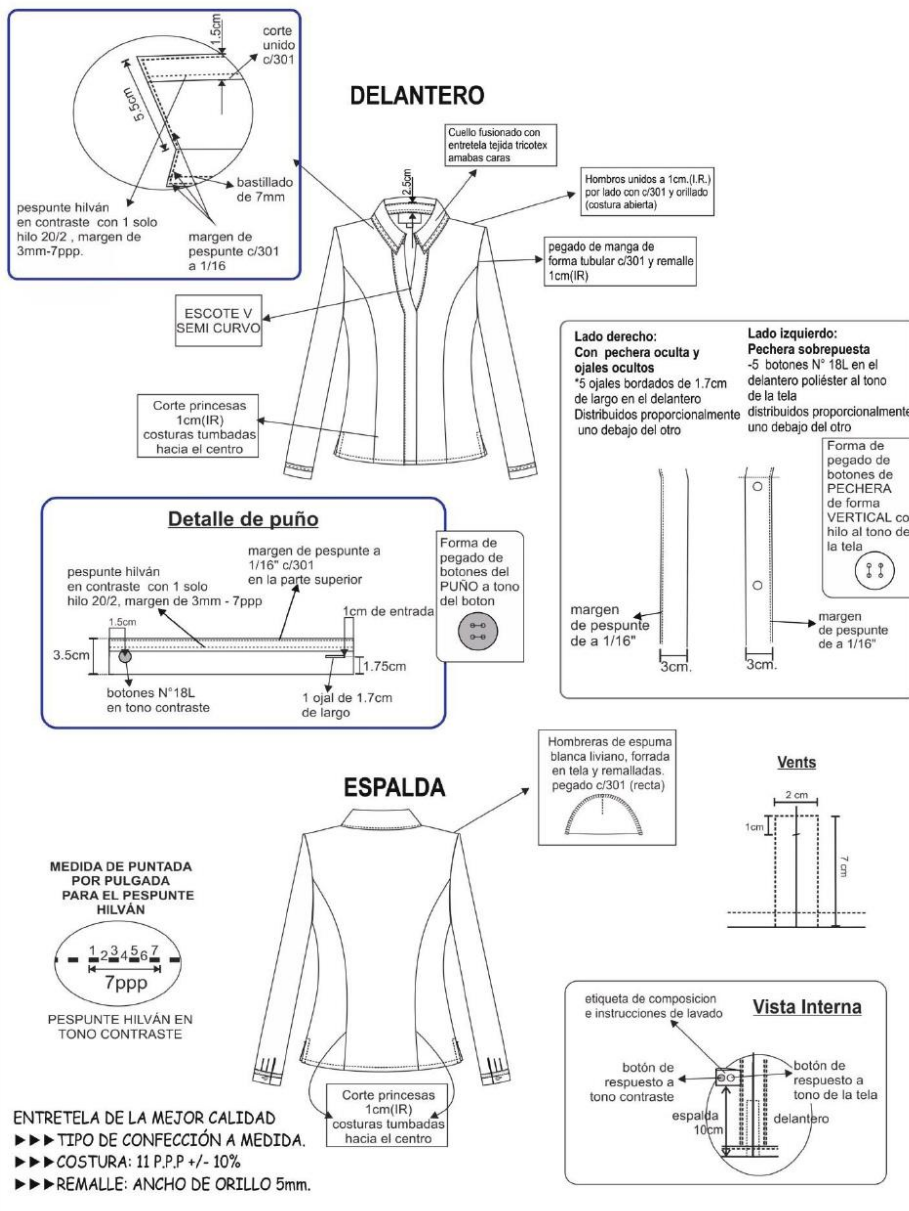 1.5cm
corte
unido
c/301
5.5cm
bastillado
de 7mm
pespunte hilván
en contraste con 1 solo
hilo 20/2 , margen de
3mm-7ppp.
margen de
pespunte c/301
a 1/16
DELANTERO
Cuello fusionado con
entretela tejida tricotex
amabas caras
2.5cm
Hombros unidos a 1cm.(I.R.)
por lado con c/301 y orillado
(costura abierta)
pegado de manga de
forma tubular c/301 y remalle
1cm(IR)
ESCOTE V
SEMI CURVO
Corte princesas
1cm(IR)
costuras tumbadas
hacia el centro
Lado derecho:
Con pechera oculta y
ojales ocultos
*5 ojales bordados de 1.7cm
de largo en el delantero
Distribuidos proporcionalmente
uno debajo del otro
Lado izquierdo:
Pechera sobrepuesta
-5 botones N° 18L en el
delantero poliéster al tono
de la tela
distribuidos proporcionalmente
uno debajo del otro
Forma de
pegado de
botones de
PECHERA
de forma
VERTICAL co
hilo al tono de
la tela
margen
de pespunte
de a 1/16"
3cm.
3cm.
margen
de pespunte
de a 1/16"
Detalle de puño
pespunte hilván
en contraste con 1 solo
hilo 20/2, margen de 3mm - 7ppp
margen de pespunte a
1/16" c/301
en la parte superior
1cm de entrada
1.5cm
3.5cm
1.75cm
botones N°18L
en tono contraste
1 ojal de 1.7cm
de largo
Forma de
pegado de
botones del
PUÑO a tono
del boton
ESPALDA
Hombreras de espuma
blanca liviano, forrada
en tela y remalladas.
pegado c/301 (recta)
Vents
2 cm
1cm
7 cm
MEDIDA DE PUNTADA
POR PULGADA
PARA EL PESPUNTE
HILVÁN
1 2 3 4 5 6 7
7ppp
PESPUNTE HILVÁN EN
TONO CONTRASTE
Corte princesas
1cm(IR)
costuras tumbadas
hacia el centro
etiqueta de composicion
e instrucciones de lavado
Vista Interna
botón de
respuesto a
tono contraste
botón de
respuesto a
tono de la tela
espalda
10cm
delantero
ENTRETELA DE LA MEJOR CALIDAD
►►►TIPO DE CONFECCIÓN A MEDIDA.
►►►COSTURA: 11 P.P.P +/- 10%
►►►REMALLE: ANCHO DE ORILLO 5mm.